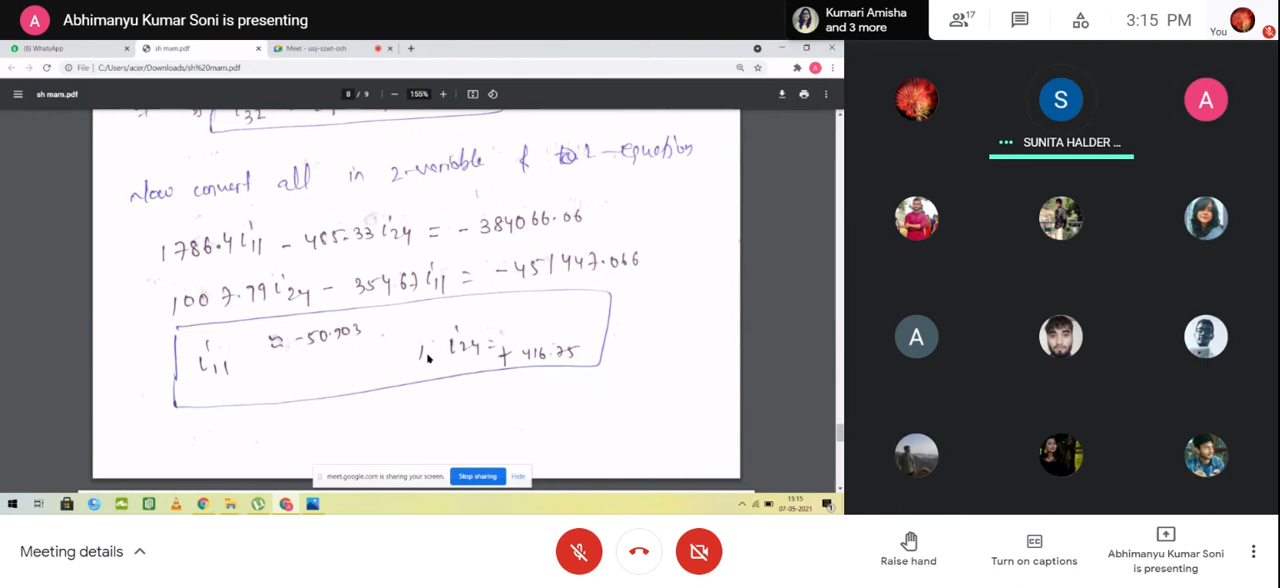 A Abhimanyu Kumar Soni is presenting
Kumari Amisha
and 3 more
17
3:15 PM
You
(6) WhatsApp
sh mam.pdf
Meet - usy-szwt-osh
File | C:/Users/acer/Downloads/sh%20mam.pdf
A
sh mam.pdf
8 / 9
155%
i32
Now convert all in 2-variable & 2-equation
1786.4 i11 - 485.33 i24 = - 384066.06
1007.79 i24 - 354.67 i11 = -451447.066
i11 ≈ -50.903 , i24 = + 416.75
meet.google.com is sharing your screen.
Stop sharing
Hide
15:15
07-05-2021
S
SUNITA HALDER ...
A
A
Meeting details
Raise hand
Turn on captions
Abhimanyu Kumar Soni
is presenting